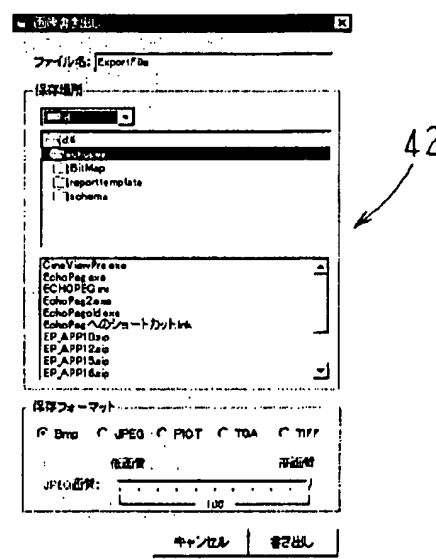 画像書き出し
ファイル名: ExportFile
保存場所
d
d:¥
BitMap
reporttemplate
schema
CineViewPro.exe
EchoPeg.exe
ECHOPEG.ini
EchoPeg2.exe
EchoPegold.exe
EchoPegへのショートカット.lnk
EP_APP10.zip
EP_APP12.zip
EP_APP15.zip
EP_APP16.zip
保存フォーマット
Bmp JPEG PICT TGA TIFF
低画質 高画質
JPEG画質:
100
キャンセル 書き出し
42